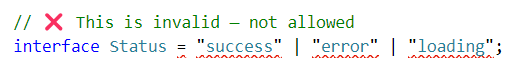 // ❌ This is invalid — not allowed
interface Status = "success" | "error" | "loading";